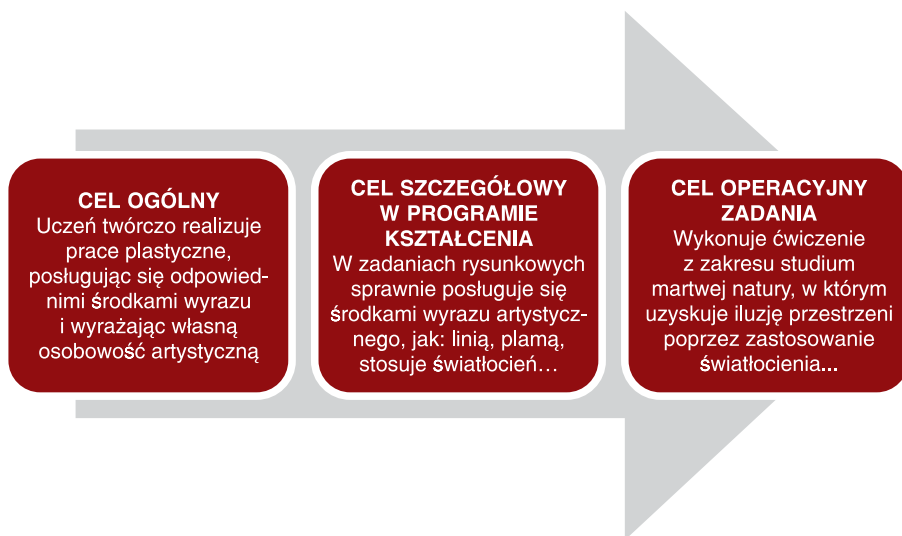 CEL OGÓLNY
Uczeń twórczo realizuje
prace plastyczne,
posługując się odpowied-
nimi środkami wyrazu
i wyrażając własną
osobowość artystyczną
CEL SZCZEGÓŁOWY
W PROGRAMIE
KSZTAŁCENIA
W zadaniach rysunkowych
sprawnie posługuje się
środkami wyrazu artystycz-
nego, jak: linią, plamą,
stosuje światłocień…
CEL OPERACYJNY
ZADANIA
Wykonuje ćwiczenie
z zakresu studium
martwej natury, w którym
uzyskuje iluzję przestrzeni
poprzez zastosowanie
światłocienia...